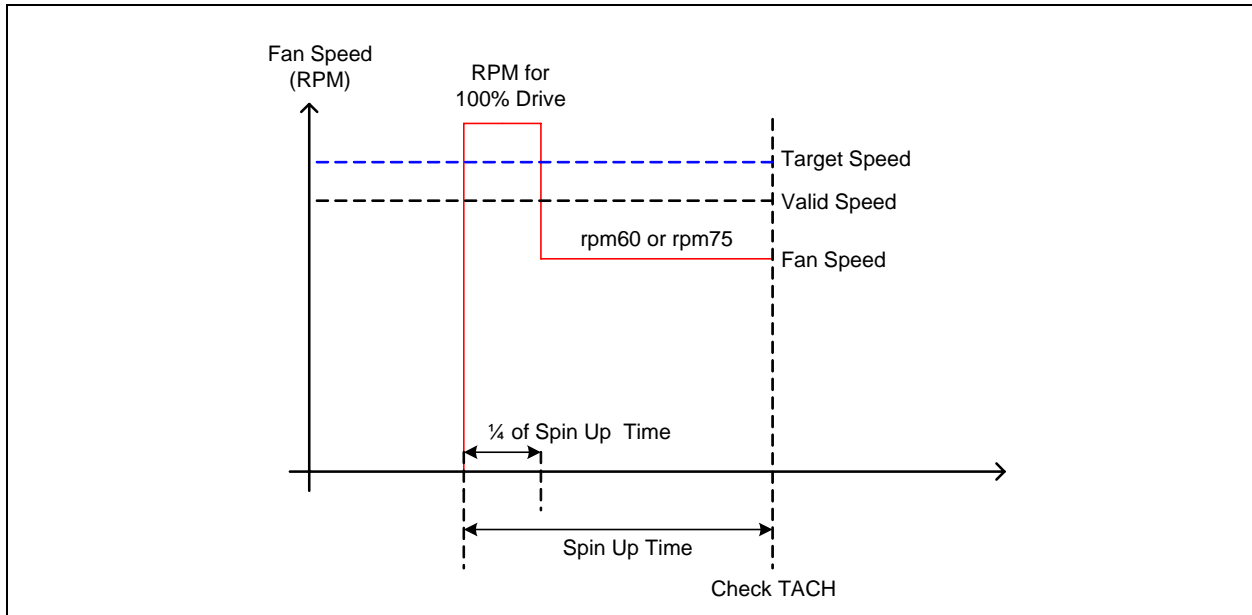 Fan Speed
(RPM)
RPM for
100% Drive
Target Speed
Valid Speed
rpm60 or rpm75
Fan Speed
¼ of Spin Up Time
Spin Up Time
Check TACH